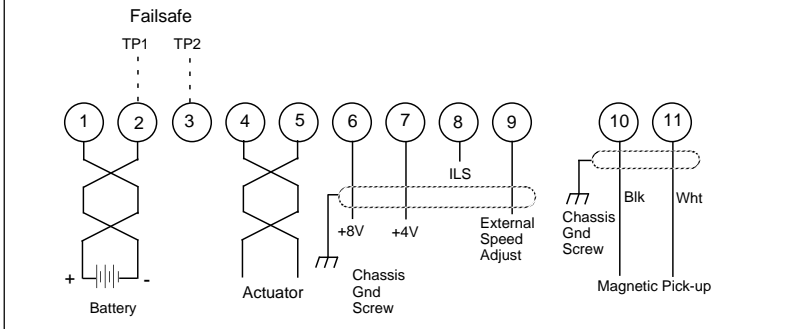 Failsafe
TP1 TP2
1 2 3 4 5 6 7 8 9 10 11
ILS
+8V +4V
External
Speed
Adjust
Chassis
Gnd
Screw
Blk Wht
Chassis
Gnd
Screw
+ -
Battery
Actuator
Magnetic Pick-up